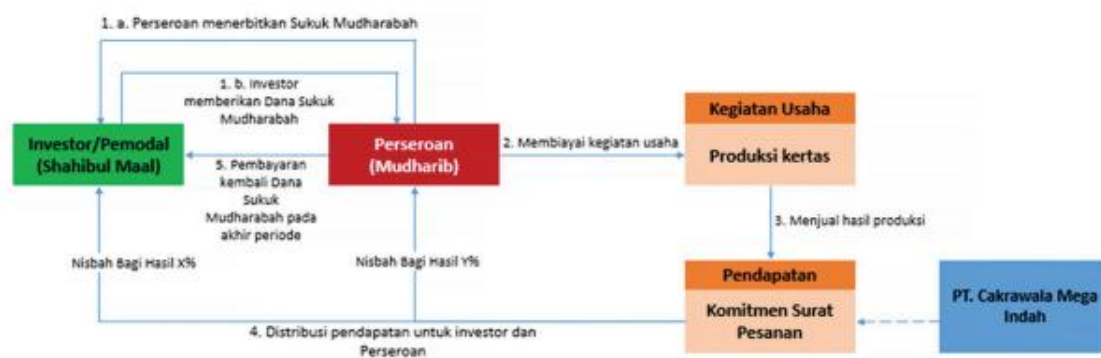 1. a. Perseroan menerbitkan Sukuk Mudharabah
1. b. Investor
memberikan Dana Sukuk
Mudharabah
Investor/Pemodal
(Shahibul Maal)
Perseroan
(Mudharib)
2. Membiayai kegiatan usaha
Kegiatan Usaha
Produksi kertas
5. Pembayaran
kembali Dana
Sukuk
Mudharabah pada
akhir periode
3. Menjual hasil produksi
Nisbah Bagi Hasil X%
Nisbah Bagi Hasil Y%
Pendapatan
Komitmen Surat
Pesanan
PT. Cakrawala Mega
Indah
4. Distribusi pendapatan untuk investor dan
Perseroan